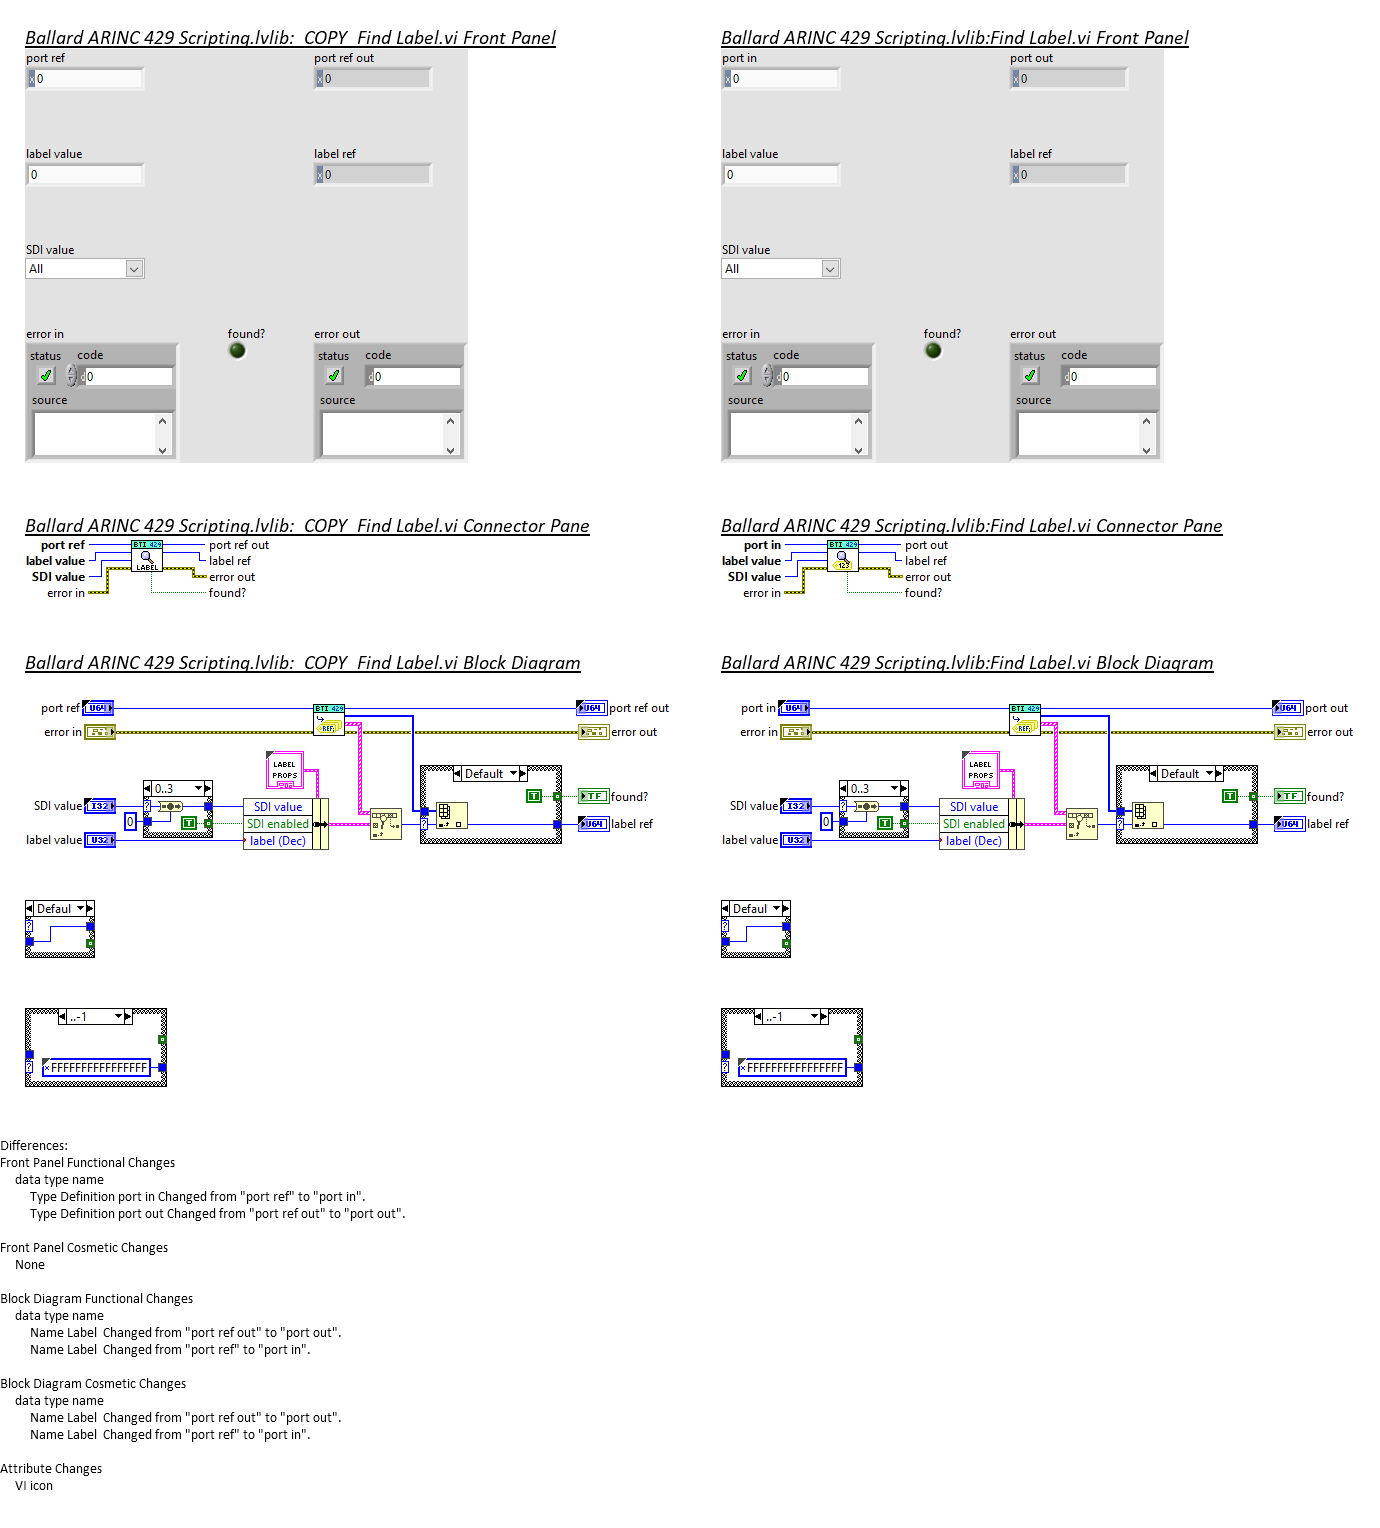 Ballard ARINC 429 Scripting.lvlib:  COPY  Find Label.vi Front Panel
port ref
x 0
port ref out
x 0
label value
0
label ref
x 0
SDI value
All
error in
found?
error out
status
code
d 0
source
status
code
d 0
source
Ballard ARINC 429 Scripting.lvlib:Find Label.vi Front Panel
port in
x 0
port out
x 0
label value
0
label ref
x 0
SDI value
All
error in
found?
error out
status
code
d 0
source
status
code
d 0
source
Ballard ARINC 429 Scripting.lvlib:  COPY  Find Label.vi Connector Pane
port ref
label value
SDI value
error in
BTI 429
LABEL
port ref out
label ref
error out
found?
Ballard ARINC 429 Scripting.lvlib:Find Label.vi Connector Pane
port in
label value
SDI value
error in
BTI 429
123
port out
label ref
error out
found?
Ballard ARINC 429 Scripting.lvlib:  COPY  Find Label.vi Block Diagram
port ref
U64
BTI 429
REF
U64
port ref out
error in
error out
LABEL
PROPS
Default
0..3
T
TF
found?
SDI value
I32
?
SDI value
0
T
SDI enabled
?
U64
label ref
label value
U32
label (Dec)
Defaul
?
..-1
?
x FFFFFFFFFFFFFFFF
Ballard ARINC 429 Scripting.lvlib:Find Label.vi Block Diagram
port in
U64
BTI 429
REF
U64
port out
error in
error out
LABEL
PROPS
Default
0..3
T
TF
found?
SDI value
I32
?
SDI value
0
T
SDI enabled
?
U64
label ref
label value
U32
label (Dec)
Defaul
?
..-1
?
x FFFFFFFFFFFFFFFF
Differences:
Front Panel Functional Changes
data type name
Type Definition port in Changed from "port ref" to "port in".
Type Definition port out Changed from "port ref out" to "port out".
Front Panel Cosmetic Changes
None
Block Diagram Functional Changes
data type name
Name Label  Changed from "port ref out" to "port out".
Name Label  Changed from "port ref" to "port in".
Block Diagram Cosmetic Changes
data type name
Name Label  Changed from "port ref out" to "port out".
Name Label  Changed from "port ref" to "port in".
Attribute Changes
VI icon